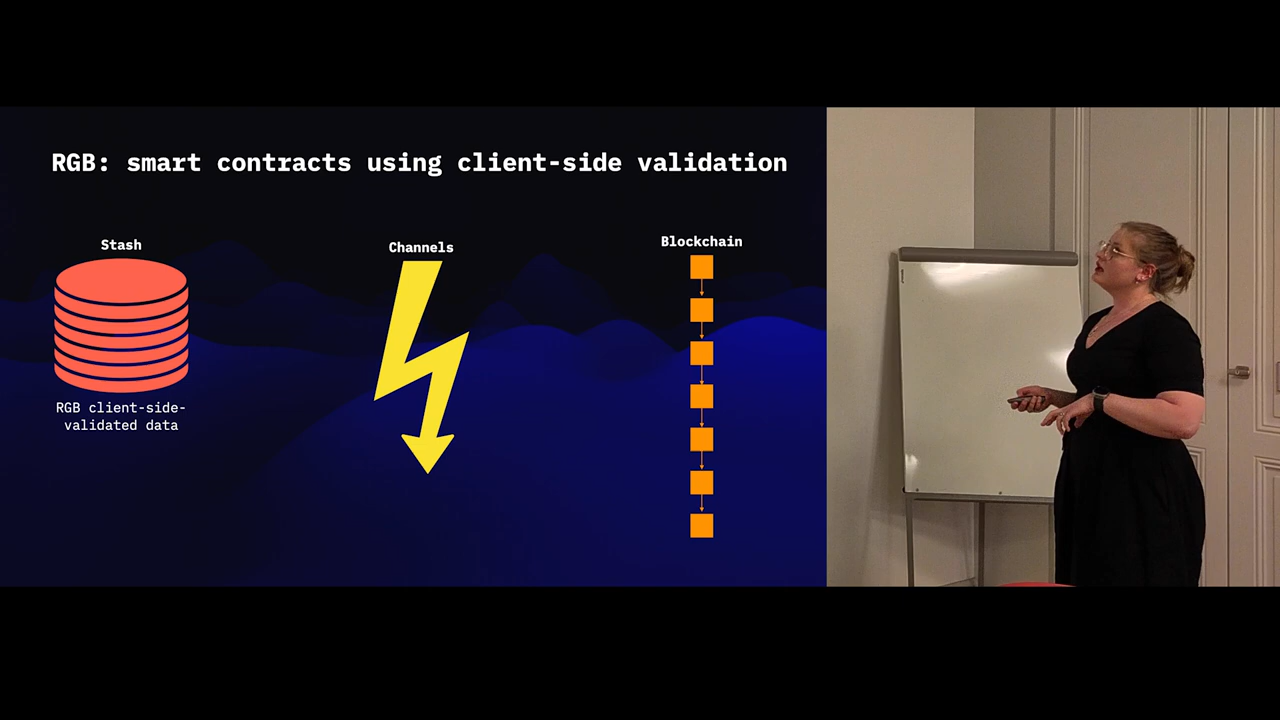 RGB: smart contracts using client-side validation
Stash
Channels
Blockchain
RGB client-side-
validated data